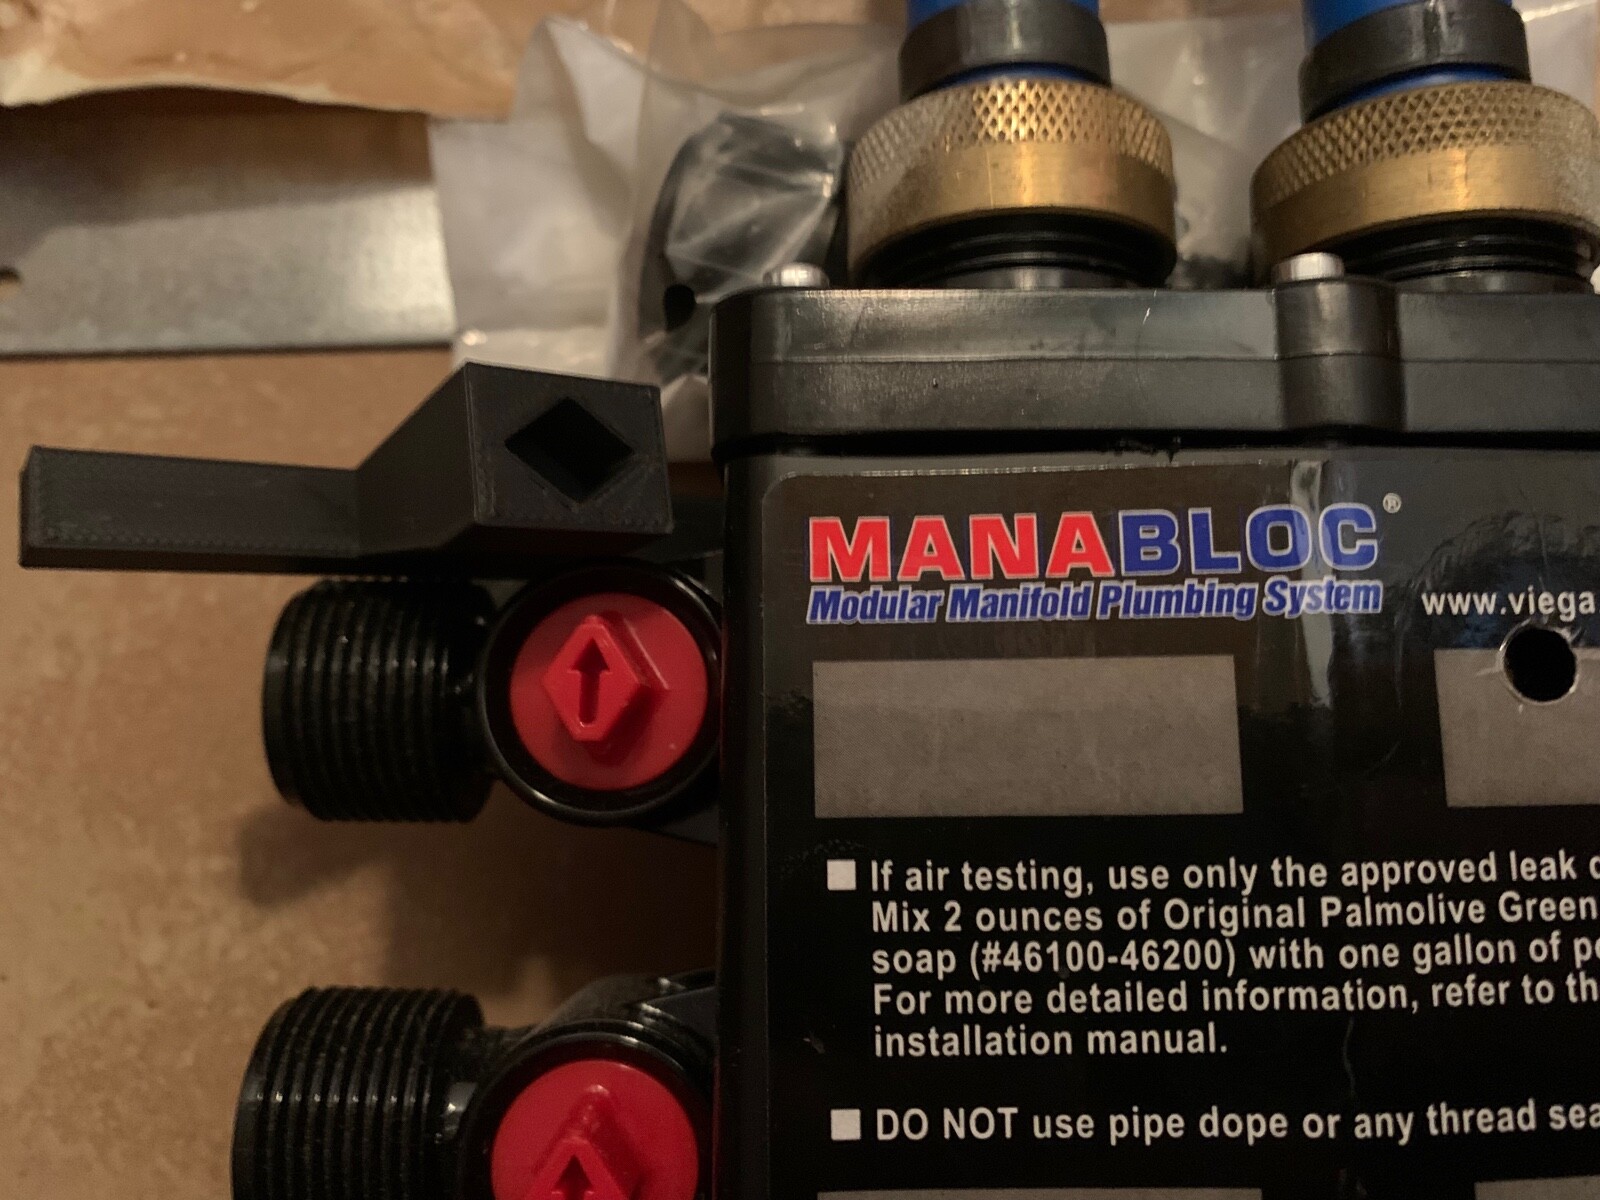 MANABLOC®
Modular Manifold Plumbing System
www.viega.
If air testing, use only the approved leak
Mix 2 ounces of Original Palmolive Green
soap (#46100-46200) with one gallon of
For more detailed information, refer to
installation manual.
DO NOT use pipe dope or any thread